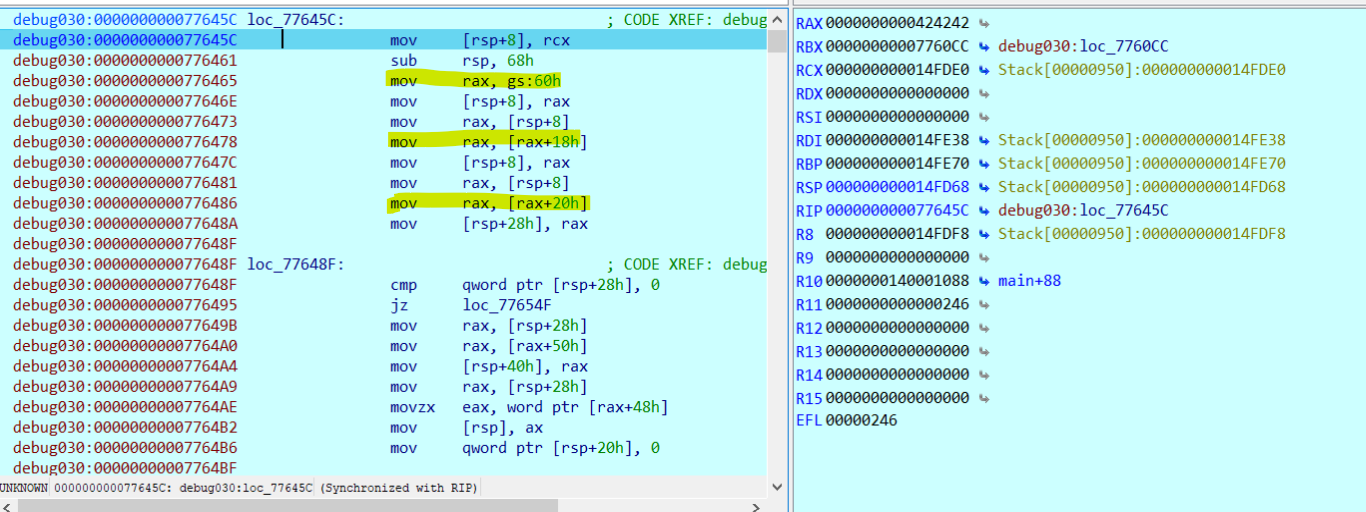 debug030:000000000077645C loc_77645C: ; CODE XREF: debug
debug030:000000000077645C mov [rsp+8], rcx
debug030:0000000000776461 sub rsp, 68h
debug030:0000000000776465 mov rax, gs:60h
debug030:000000000077646E mov [rsp+8], rax
debug030:0000000000776473 mov rax, [rsp+8]
debug030:0000000000776478 mov rax, [rax+18h]
debug030:000000000077647C mov [rsp+8], rax
debug030:0000000000776481 mov rax, [rsp+8]
debug030:0000000000776486 mov rax, [rax+20h]
debug030:000000000077648A mov [rsp+28h], rax
debug030:000000000077648F
debug030:000000000077648F loc_77648F: ; CODE XREF: debug
debug030:000000000077648F cmp qword ptr [rsp+28h], 0
debug030:0000000000776495 jz loc_77654F
debug030:000000000077649B mov rax, [rsp+28h]
debug030:00000000007764A0 mov rax, [rax+50h]
debug030:00000000007764A4 mov [rsp+40h], rax
debug030:00000000007764A9 mov rax, [rsp+28h]
debug030:00000000007764AE movzx eax, word ptr [rax+48h]
debug030:00000000007764B2 mov [rsp], ax
debug030:00000000007764B6 mov qword ptr [rsp+20h], 0
debug030:00000000007764BF
UNKNOWN 000000000077645C: debug030:loc_77645C (Synchronized with RIP)
RAX 0000000000424242
RBX 00000000007760CC debug030:loc_7760CC
RCX 000000000014FDE0 Stack[00000950]:000000000014FDE0
RDX 0000000000000000
RSI 0000000000000000
RDI 000000000014FE38 Stack[00000950]:000000000014FE38
RBP 000000000014FE70 Stack[00000950]:000000000014FE70
RSP 000000000014FD68 Stack[00000950]:000000000014FD68
RIP 000000000077645C debug030:loc_77645C
R8 000000000014FDF8 Stack[00000950]:000000000014FDF8
R9 0000000000000000
R10 0000000140001088 main+88
R11 0000000000000246
R12 0000000000000000
R13 0000000000000000
R14 0000000000000000
R15 0000000000000000
EFL 00000246